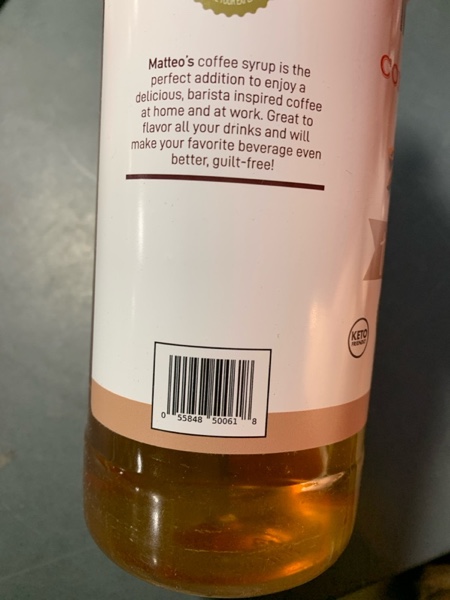 Matteo's coffee syrup is the
perfect addition to enjoy a
delicious, barista inspired coffee
at home and at work. Great to
flavor all your drinks and will
make your favorite beverage even
better, guilt-free!
KETO
FRIENDLY
0 55848 50061 8